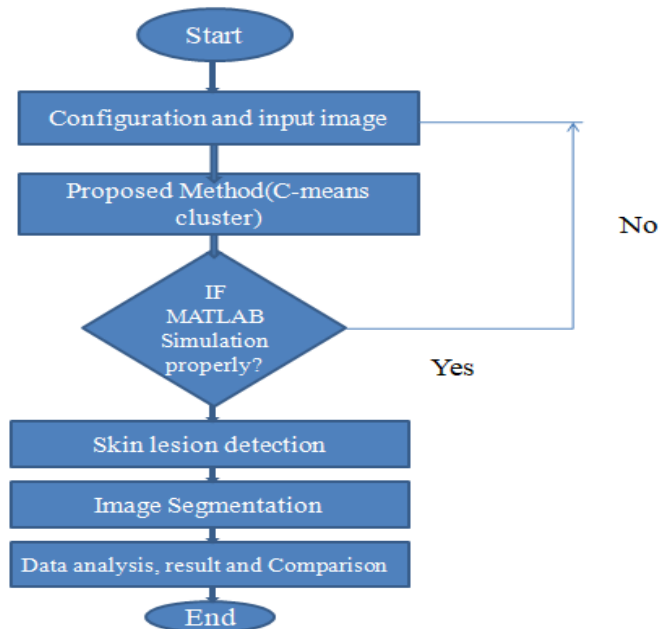 Start
Configuration and input image
Proposed Method(C-means
cluster)
No
IF
MATLAB
Simulation
properly?
Yes
Skin lesion detection
Image Segmentation
Data analysis, result and Comparison
End